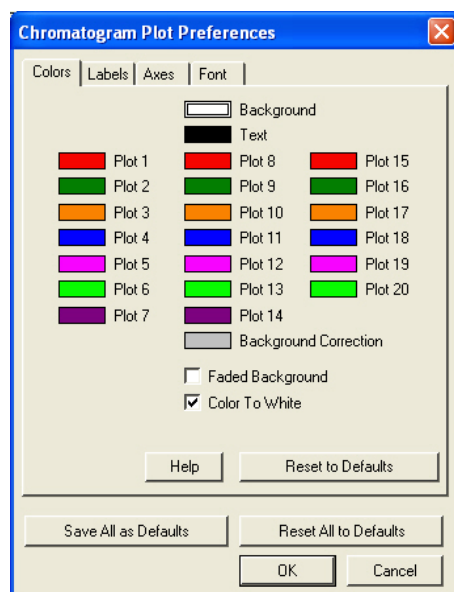 Chromatogram Plot Preferences
Colors Labels Axes Font
Background
Text
Plot 1 Plot 8 Plot 15
Plot 2 Plot 9 Plot 16
Plot 3 Plot 10 Plot 17
Plot 4 Plot 11 Plot 18
Plot 5 Plot 12 Plot 19
Plot 6 Plot 13 Plot 20
Plot 7 Plot 14
Background Correction
Faded Background
Color To White
Help Reset to Defaults
Save All as Defaults Reset All to Defaults
OK Cancel